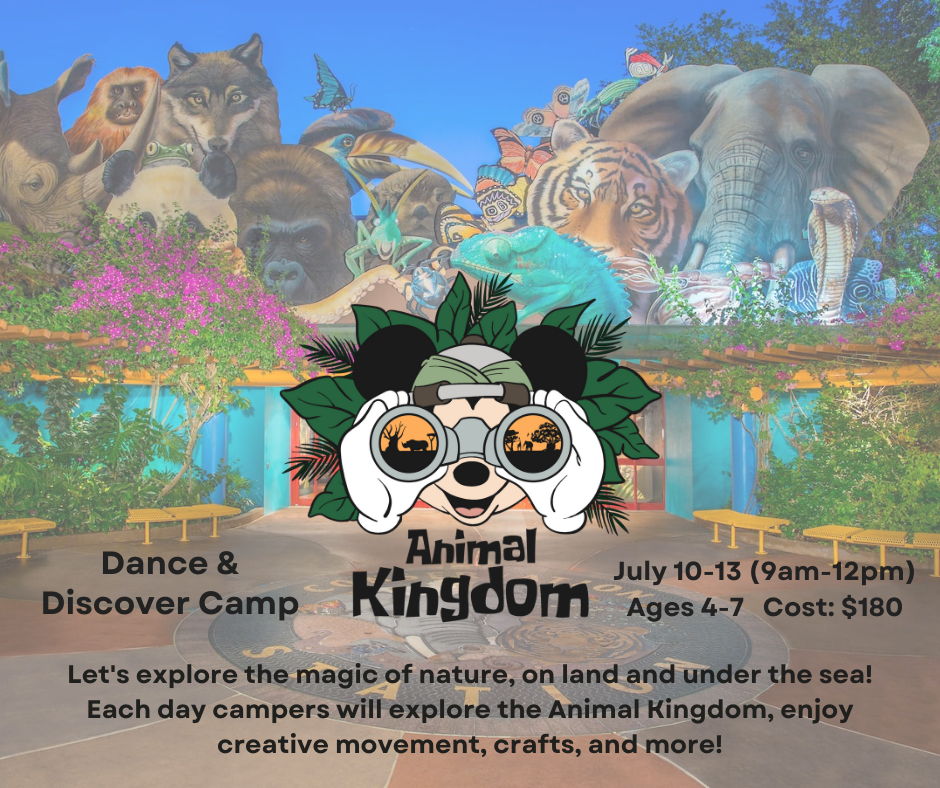 Animal
Kingdom
Dance &
Discover Camp
July 10-13 (9am-12pm)
Ages 4-7 Cost: $180
Let's explore the magic of nature, on land and under the sea!
Each day campers will explore the Animal Kingdom, enjoy
creative movement, crafts, and more!
STATION